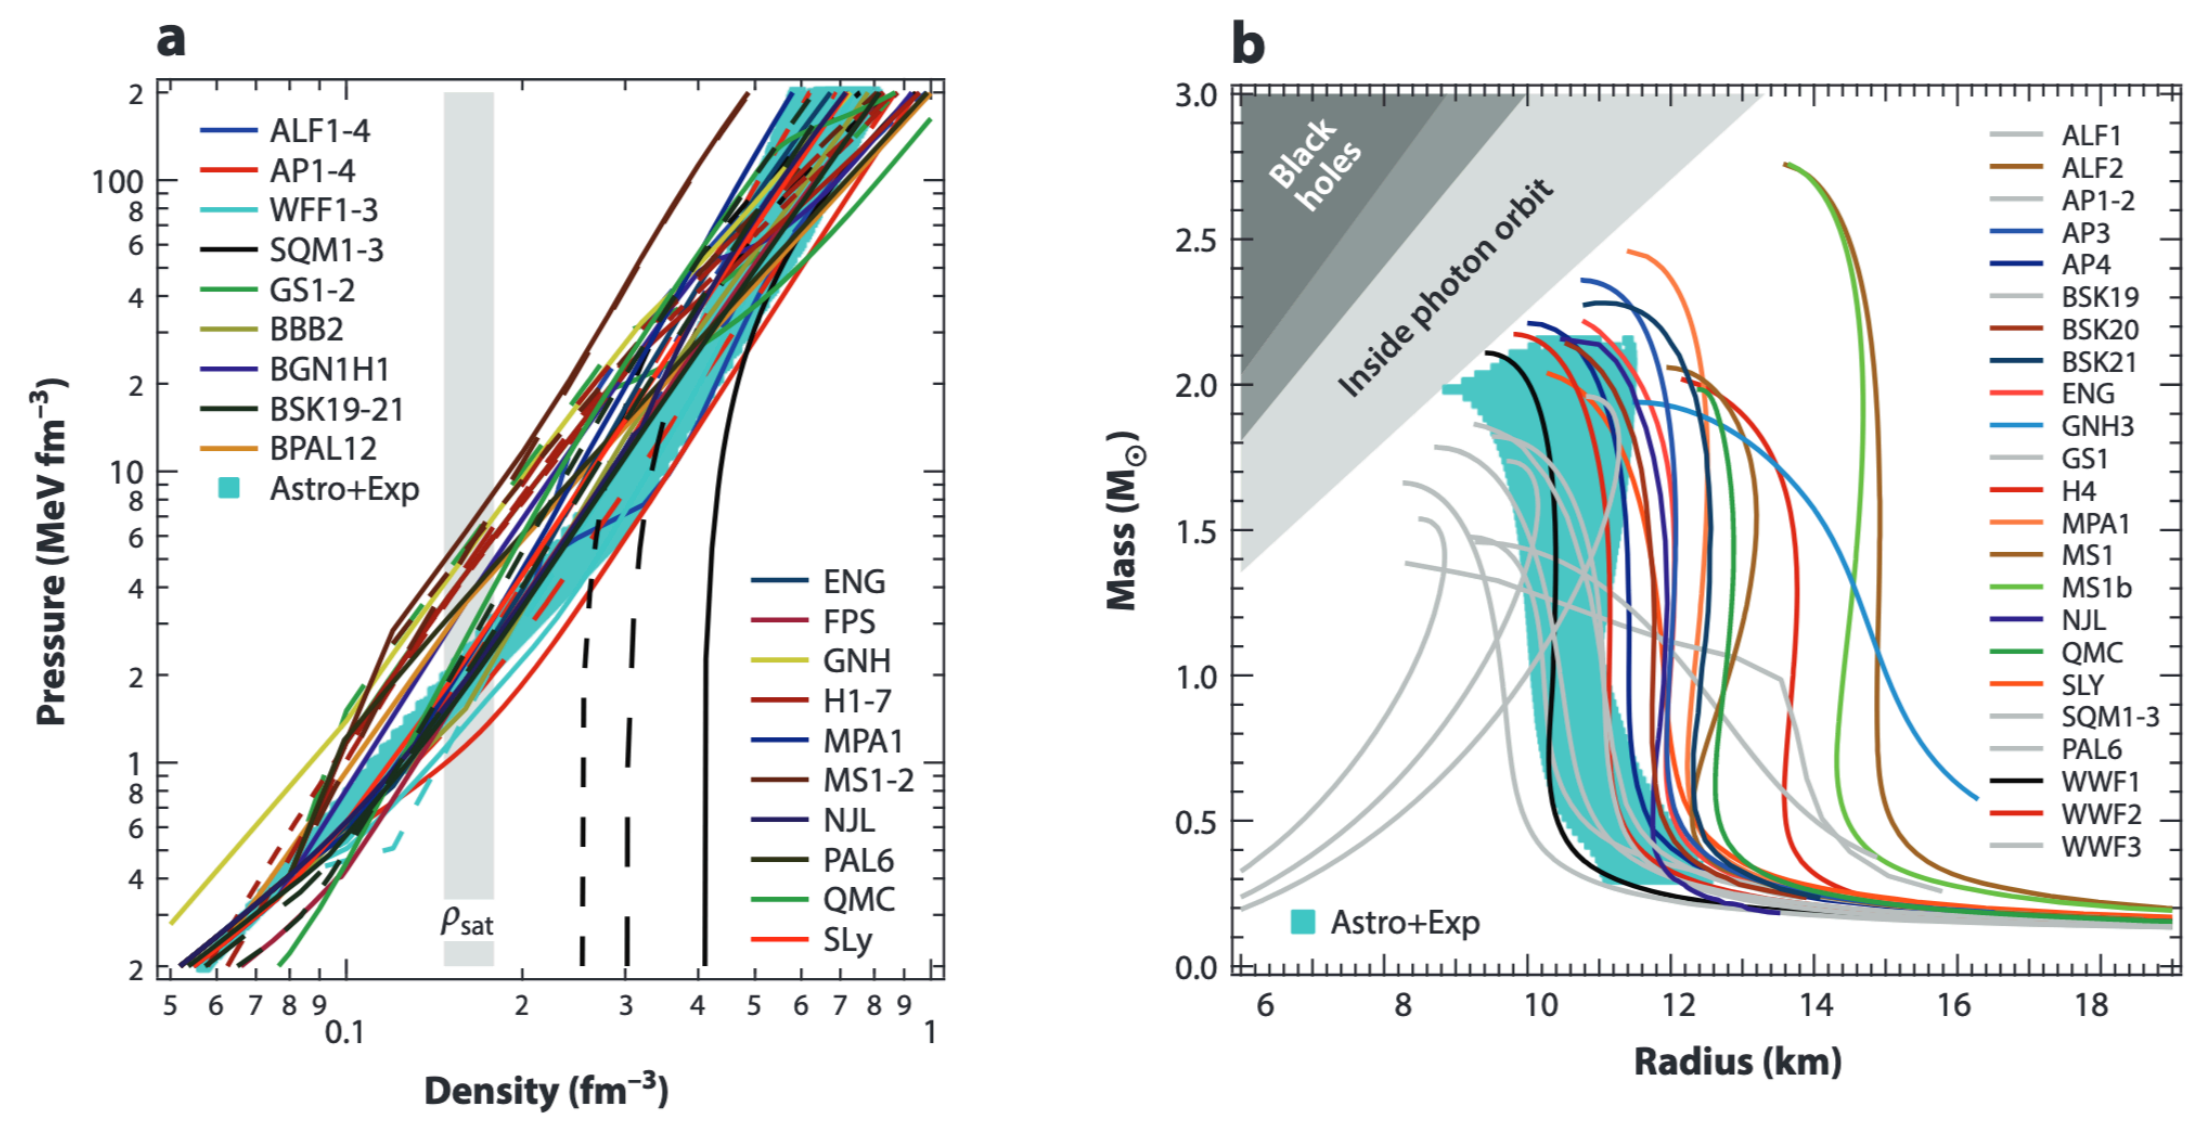 a
Pressure (MeV fm⁻³)
2
100
8
6
4
2
10
8
6
4
2
1
8
6
4
2
ALF1-4
AP1-4
WFF1-3
SQM1-3
GS1-2
BBB2
BGN1H1
BSK19-21
BPAL12
Astro+Exp
ρsat
ENG
FPS
GNH
H1-7
MPA1
MS1-2
NJL
PAL6
QMC
SLy
5 6 7 8 9 2 3 4 5 6 7 8 9
0.1 1
Density (fm⁻³)
b
Mass (M⊙)
3.0
2.5
2.0
1.5
1.0
0.5
0.0
Black
holes
Inside photon orbit
ALF1
ALF2
AP1-2
AP3
AP4
BSK19
BSK20
BSK21
ENG
GNH3
GS1
H4
MPA1
MS1
MS1b
NJL
QMC
SLY
SQM1-3
PAL6
WWF1
WWF2
WWF3
Astro+Exp
6 8 10 12 14 16 18
Radius (km)